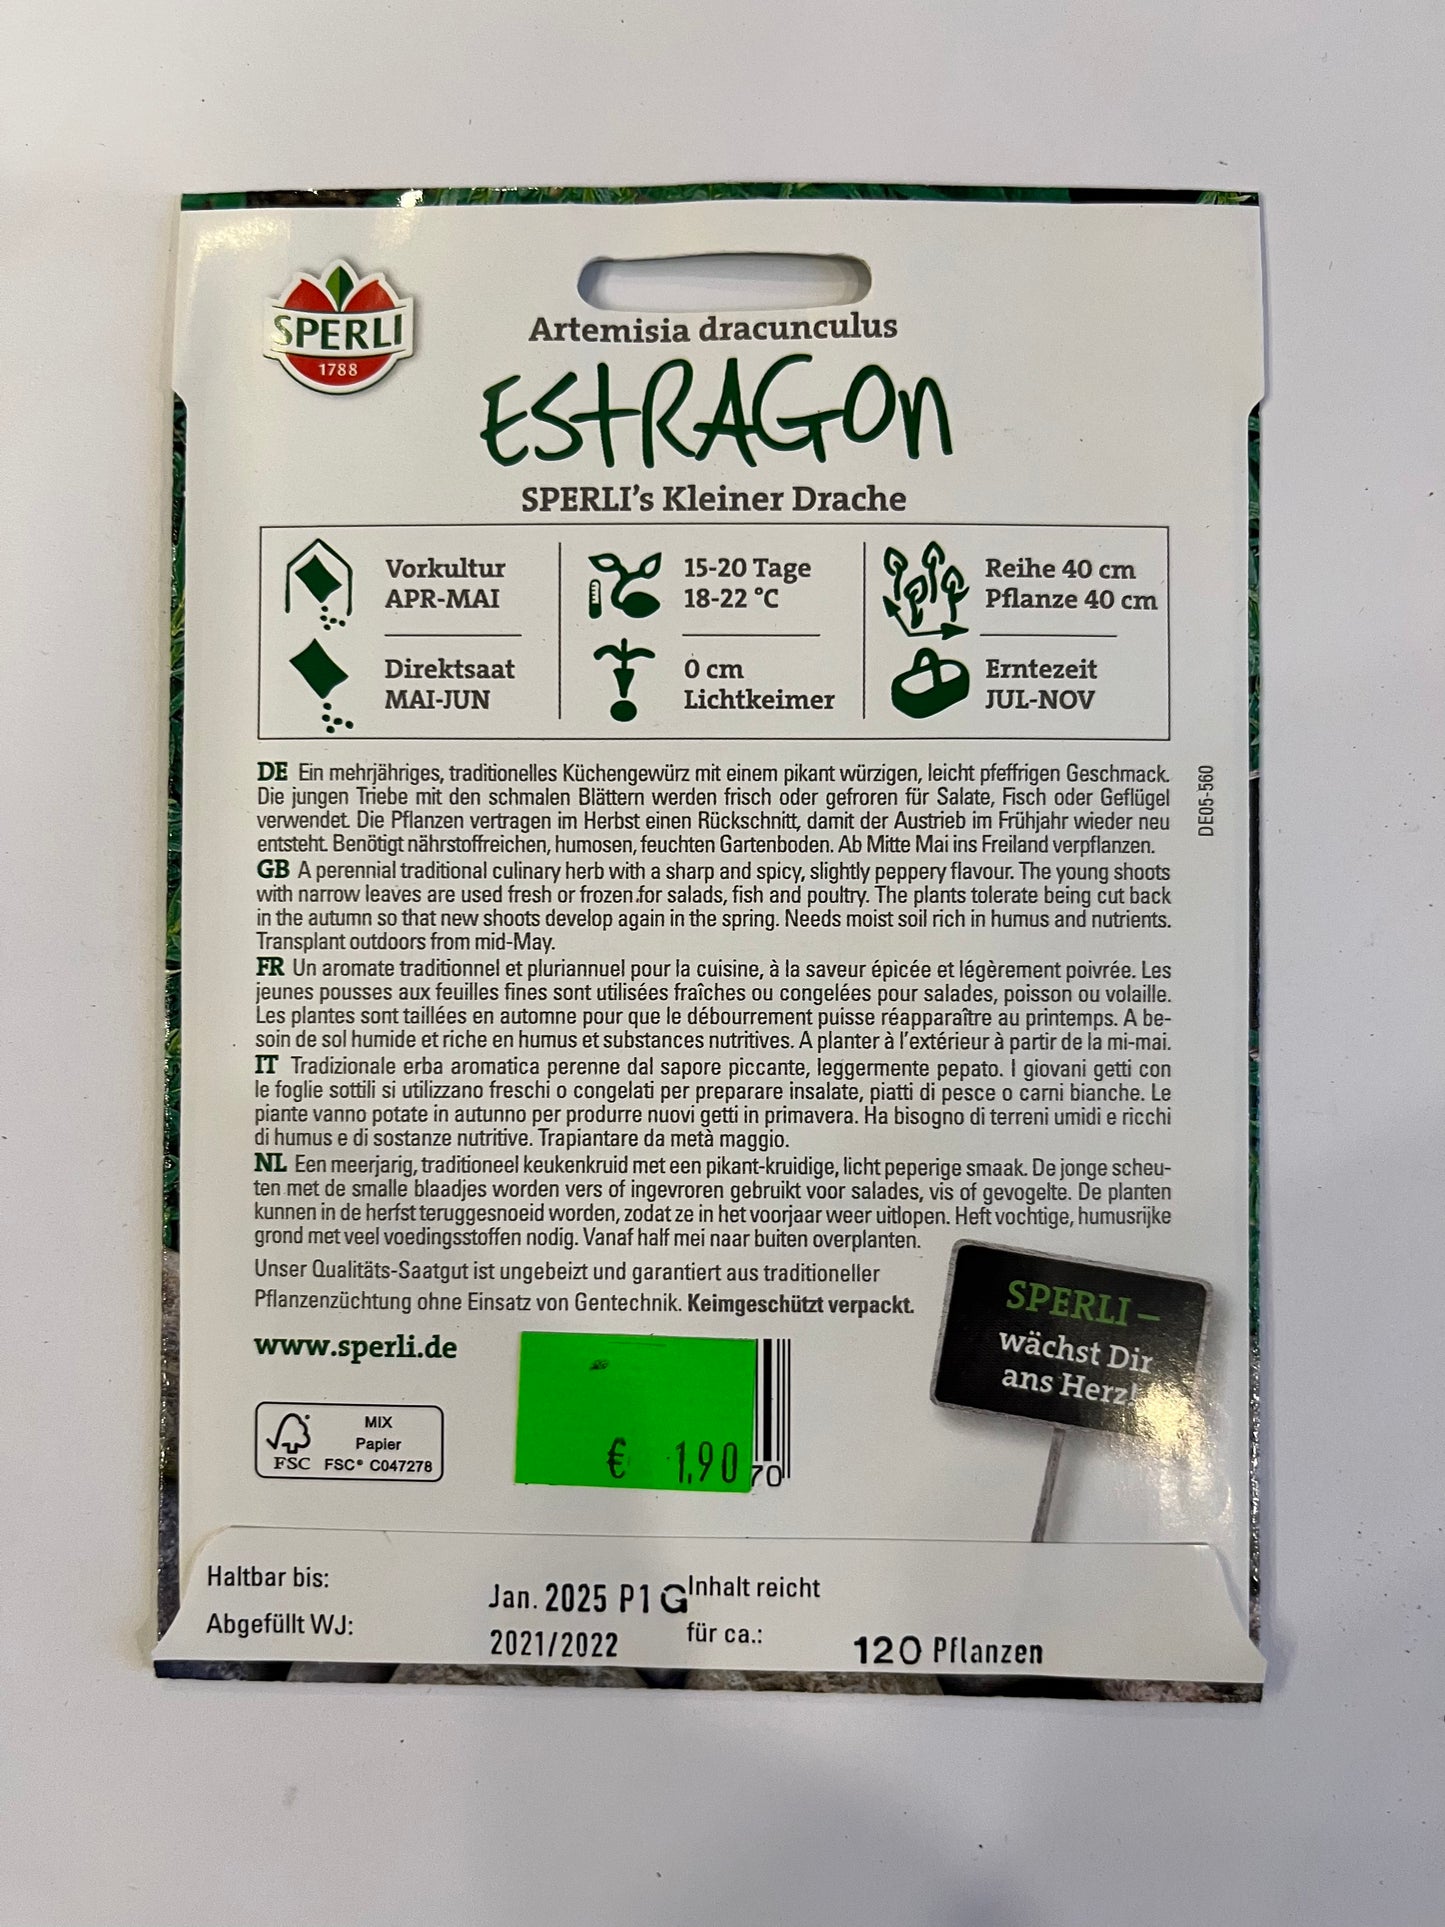 SPERLI
1788
Artemisia dracunculus
ESTRAGON
SPERLI's Kleiner Drache
Vorkultur
APR-MAI
Direktsaat
MAI-JUN
15-20 Tage
18-22 °C
0 cm
Lichtkeimer
Reihe 40 cm
Pflanze 40 cm
Erntezeit
JUL-NOV
DE Ein mehrjähriges, traditionelles Küchengewürz mit einem pikant würzigen, leicht pfeffrigen Geschmack.
Die jungen Triebe mit den schmalen Blättern werden frisch oder gefroren für Salate, Fisch oder Geflügel
verwendet. Die Pflanzen vertragen im Herbst einen Rückschnitt, damit der Austrieb im Frühjahr wieder neu
entsteht. Benötigt nährstoffreichen, humosen, feuchten Gartenboden. Ab Mitte Mai ins Freiland verpflanzen.
GB A perennial traditional culinary herb with a sharp and spicy, slightly peppery flavour. The young shoots
with narrow leaves are used fresh or frozen for salads, fish and poultry. The plants tolerate being cut back
in the autumn so that new shoots develop again in the spring. Needs moist soil rich in humus and nutrients.
Transplant outdoors from mid-May.
FR Un aromate traditionnel et pluriannuel pour la cuisine, à la saveur épicée et légèrement poivrée. Les
jeunes pousses aux feuilles fines sont utilisées fraîches ou congelées pour salades, poisson ou volaille.
Les plantes sont taillées en automne pour que le débourrement puisse réapparaître au printemps. A be-
soin de sol humide et riche en humus et substances nutritives. A planter à l'extérieur à partir de la mi-mai.
IT Tradizionale erba aromatica perenne dal sapore piccante, leggermente pepato. I giovani getti con
le foglie sottili si utilizzano freschi o congelati per preparare insalate, piatti di pesce o carni bianche. Le
piante vanno potate in autunno per produrre nuovi getti in primavera. Ha bisogno di terreni umidi e ricchi
di humus e di sostanze nutritive. Trapiantare da metà maggio.
NL Een meerjarig, traditioneel keukenkruid met een pikant-kruidige, licht peperige smaak. De jonge scheu-
ten met de smalle blaadjes worden vers of ingevroren gebruikt voor salades, vis of gevogelte. De planten
kunnen in de herfst teruggesnoeid worden, zodat ze in het voorjaar weer uitlopen. Heft vochtige, humusrijke
grond met veel voedingsstoffen nodig. Vanaf half mei naar buiten overplanten.
DE05-560
Unser Qualitäts-Saatgut ist ungebeizt und garantiert aus traditioneller
Pflanzenzüchtung ohne Einsatz von Gentechnik. Keimgeschützt verpackt.
www.sperli.de
SPERLI –
wächst Dir
ans Herz!
MIX
Papier
FSC FSC® C047278
€ 1,90
70
Haltbar bis: Jan. 2025 P1 G Inhalt reicht
Abgefüllt WJ: 2021/2022 für ca.: 120 Pflanzen